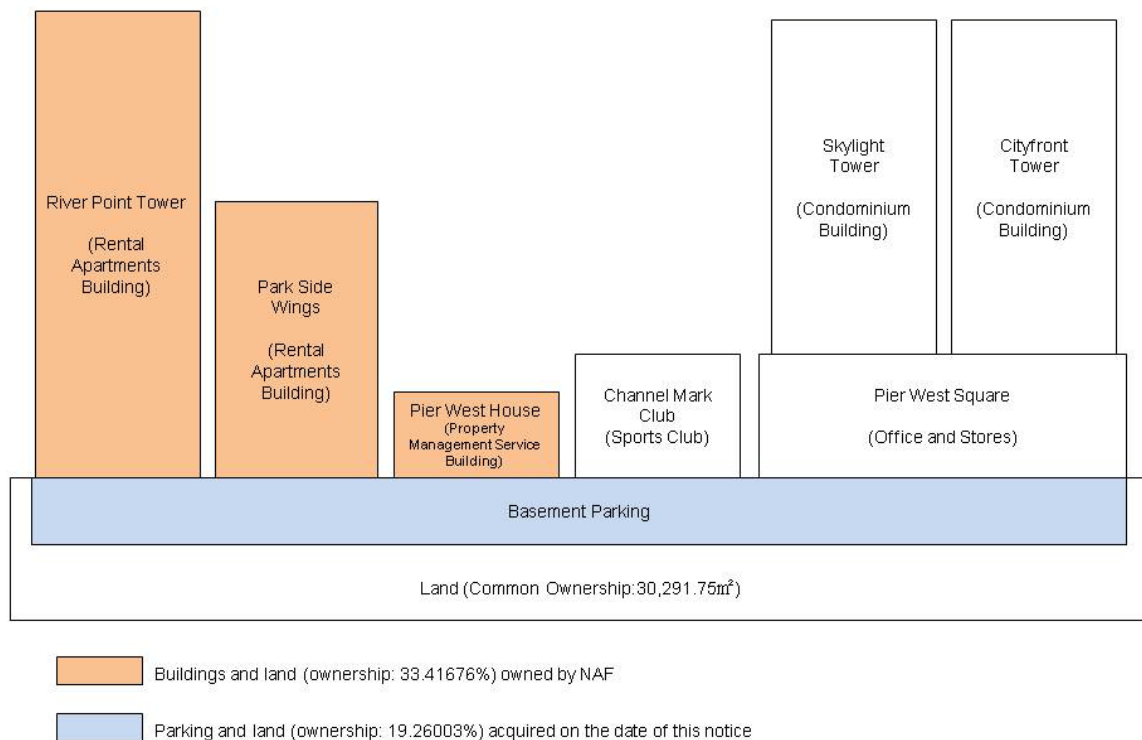 River Point Tower
(Rental
Apartments
Building)
Park Side
Wings
(Rental
Apartments
Building)
Pier West House
(Property
Management Service
Building)
Channel Mark
Club
(Sports Club)
Skylight
Tower
(Condominium
Building)
Cityfront
Tower
(Condominium
Building)
Pier West Square
(Office and Stores)
Basement Parking
Land (Common Ownership:30,291.75㎡)
Buildings and land (ownership: 33.41676%) owned by NAF
Parking and land (ownership: 19.26003%) acquired on the date of this notice